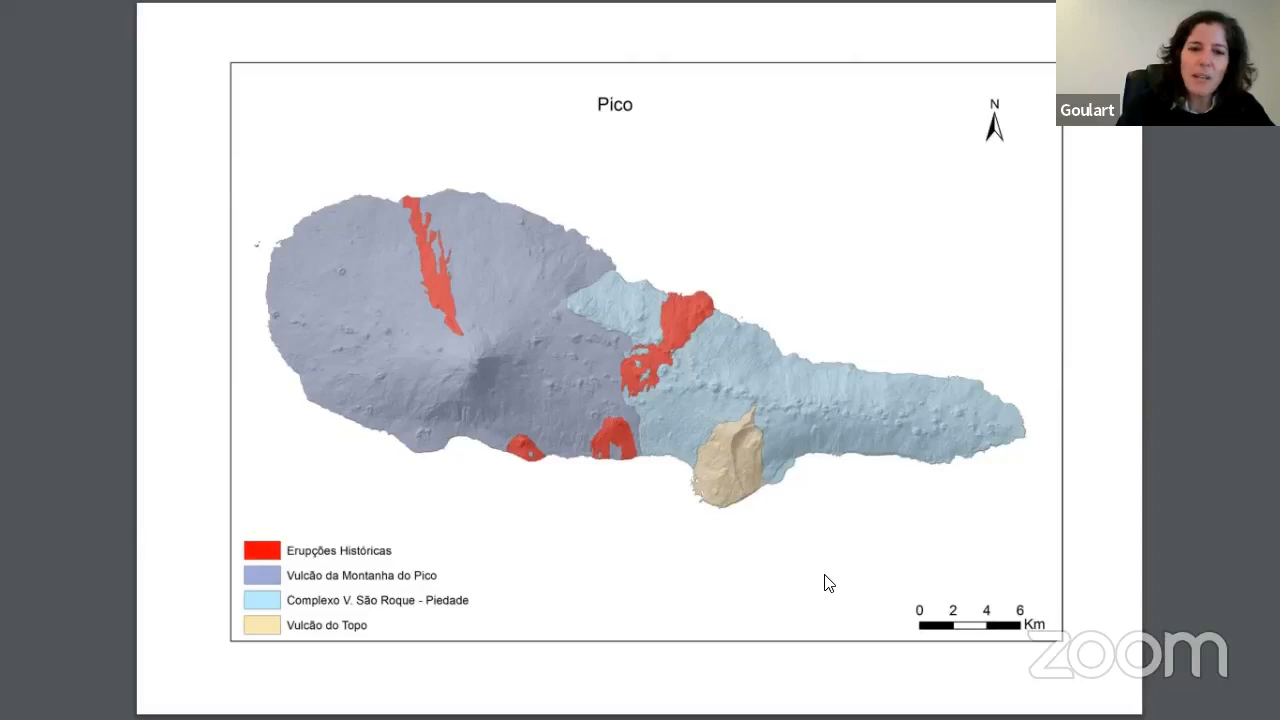 Pico
N
Goulart
Erupções Históricas
Vulcão da Montanha do Pico
Complexo V. São Roque - Piedade
Vulcão do Topo
0 2 4 6
Km
zoom